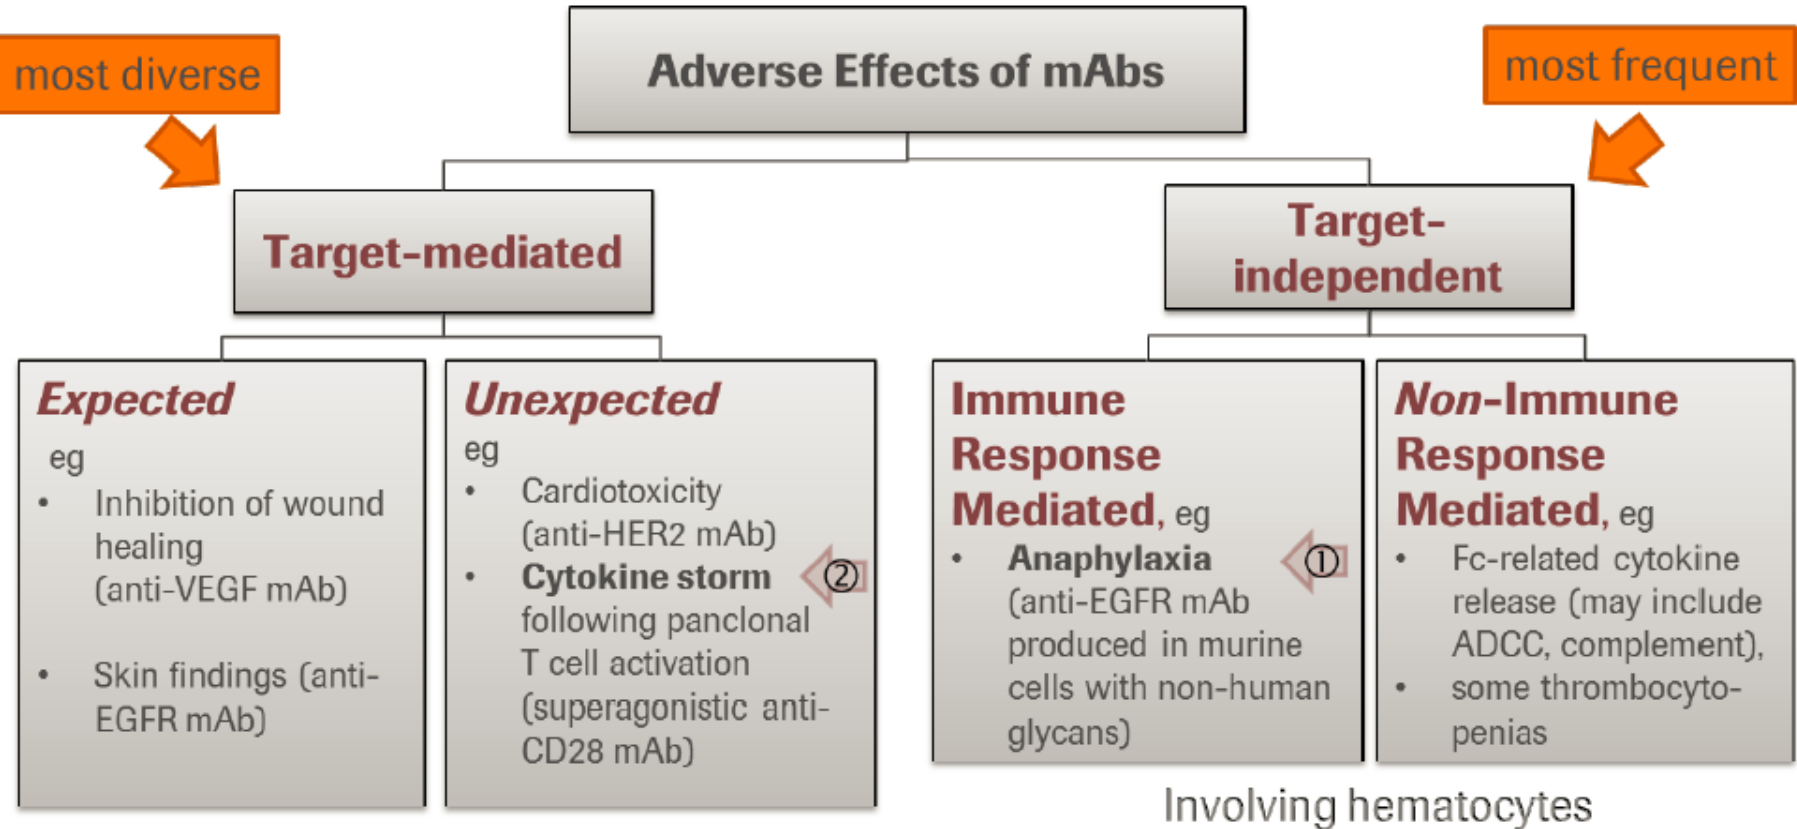 Adverse Effects of mAbs
most diverse
most frequent
Target-mediated
Target-
independent
Expected
eg
• Inhibition of wound
healing
(anti-VEGF mAb)
• Skin findings (anti-
EGFR mAb)
Unexpected
eg
• Cardiotoxicity
(anti-HER2 mAb)
• Cytokine storm ②
following panclonal
T cell activation
(superagonistic anti-
CD28 mAb)
Immune
Response
Mediated, eg
• Anaphylaxia ①
(anti-EGFR mAb
produced in murine
cells with non-human
glycans)
Non-Immune
Response
Mediated, eg
• Fc-related cytokine
release (may include
ADCC, complement),
• some thrombocyto-
penias
Involving hematocytes